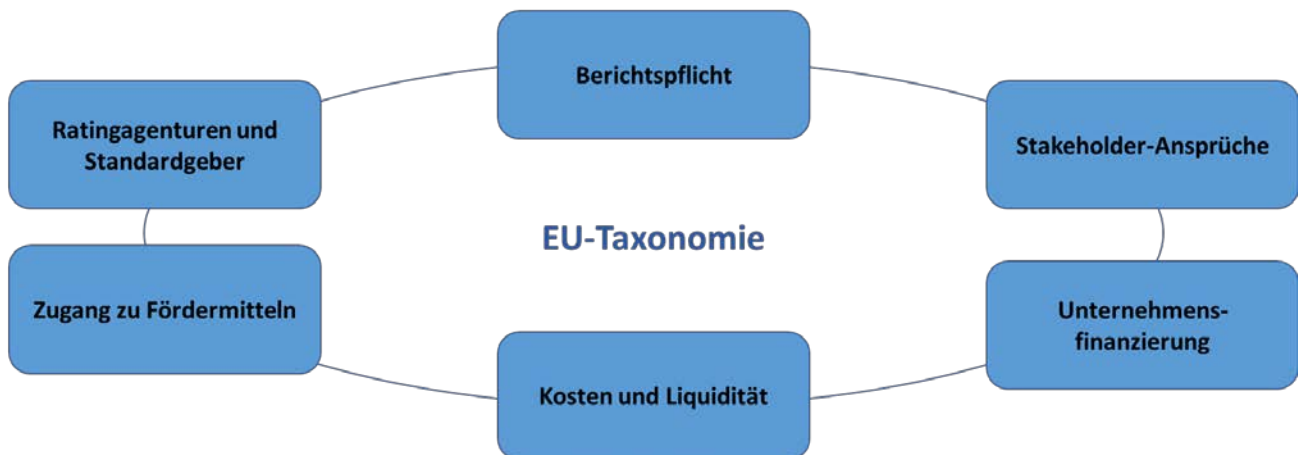 Berichtspflicht
Ratingagenturen und
Standardgeber
Stakeholder-Ansprüche
EU-Taxonomie
Zugang zu Fördermitteln
Unternehmens-
finanzierung
Kosten und Liquidität